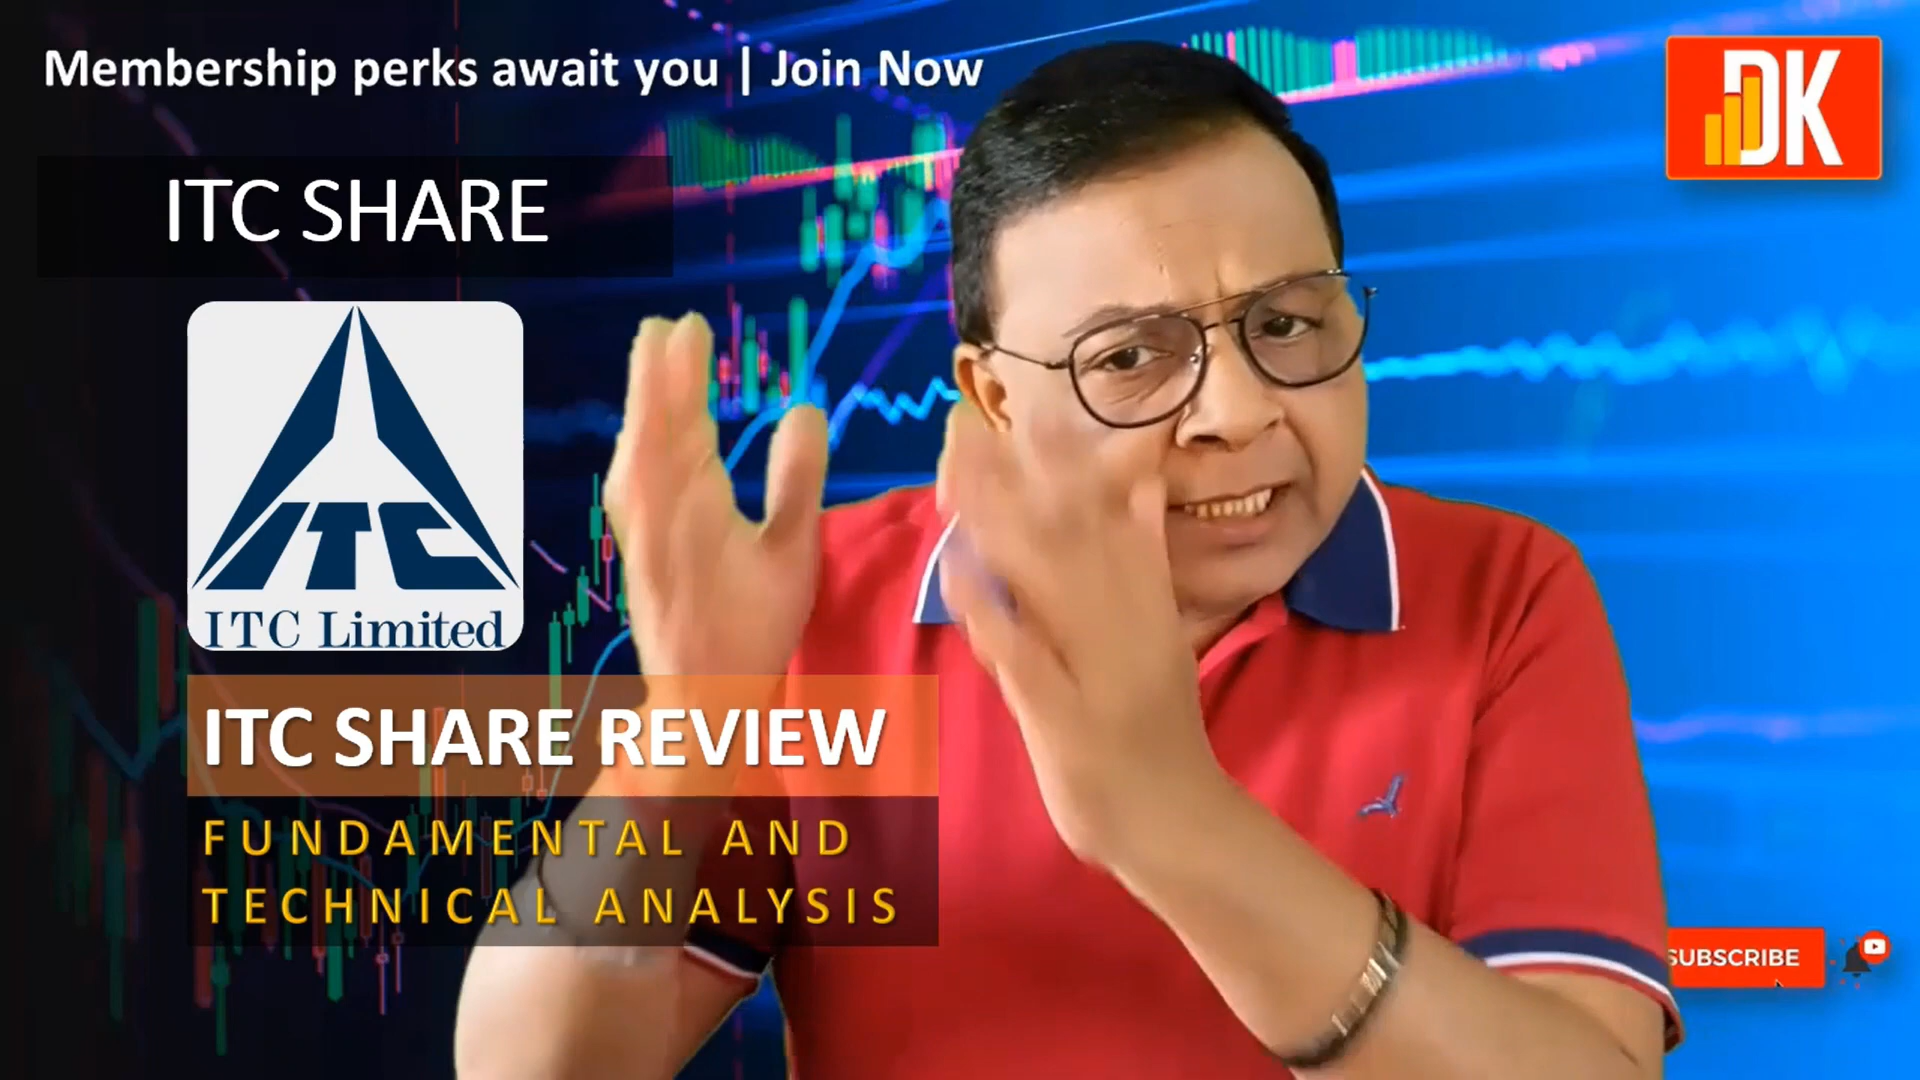 Membership perks await you | Join Now
DK
ITC SHARE
ITC
ITC Limited
ITC SHARE REVIEW
FUNDAMENTAL AND
TECHNICAL ANALYSIS
SUBSCRIBE